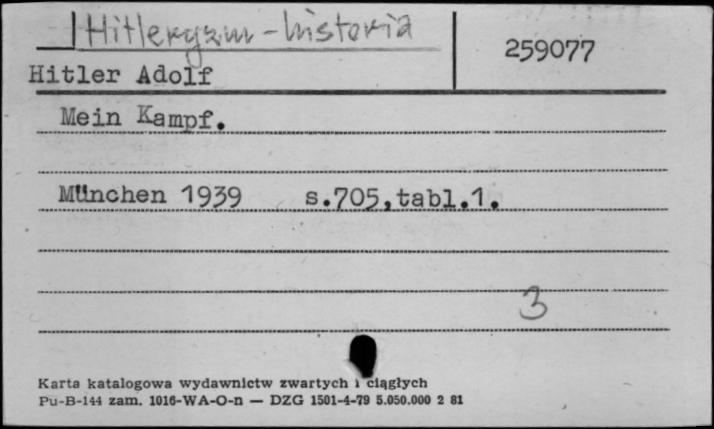 Hitleryzm - historia
259077
Hitler Adolf
Mein Kampf.
München 1939 s.705,tabl.1.
3
Karta katalogowa wydawnictw zwartych i ciągłych
Pu-B-144 zam. 1016-WA-O-n — DZG 1501-4-79 5.050.000 2 81